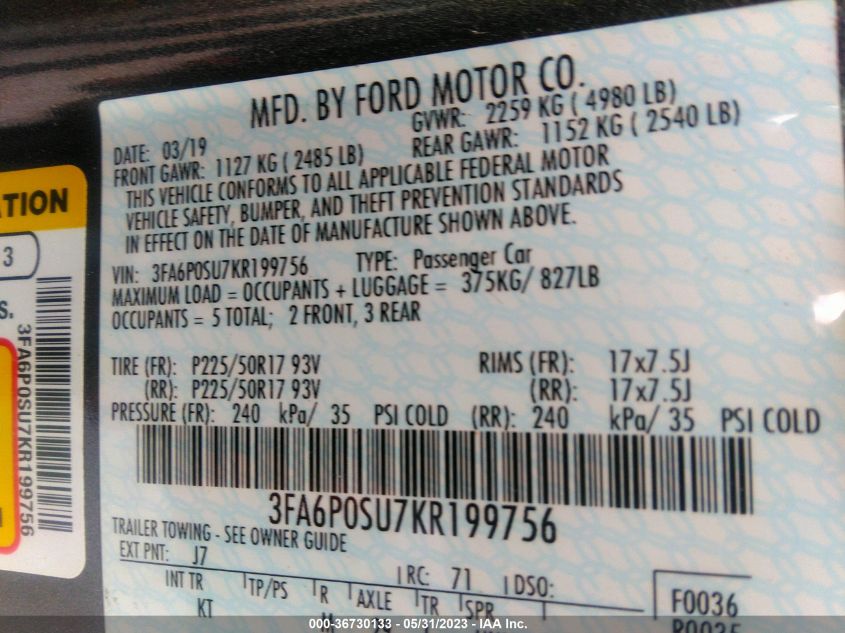 MFD. BY FORD MOTOR CO.
DATE: 03/19 GVWR: 2259 KG ( 4980 LB)
FRONT GAWR: 1127 KG ( 2485 LB) REAR GAWR: 1152 KG ( 2540 LB)
THIS VEHICLE CONFORMS TO ALL APPLICABLE FEDERAL MOTOR
VEHICLE SAFETY, BUMPER, AND THEFT PREVENTION STANDARDS
IN EFFECT ON THE DATE OF MANUFACTURE SHOWN ABOVE.
VIN: 3FA6P0SU7KR199756 TYPE: Passenger Car
MAXIMUM LOAD = OCCUPANTS + LUGGAGE = 375KG/ 827LB
OCCUPANTS = 5 TOTAL; 2 FRONT, 3 REAR
TIRE (FR): P225/50R17 93V RIMS (FR): 17x7.5J
(RR): P225/50R17 93V (RR): 17x7.5J
PRESSURE (FR): 240 kPa/ 35 PSI COLD (RR): 240 kPa/ 35 PSI COLD
3FA6P0SU7KR199756
TRAILER TOWING - SEE OWNER GUIDE
EXT PNT: J7 RC: 71 DSO:
INT TR TP/PS R AXLE TR SPR F0036
KT
ATION
3
S.
3FA6P0SU7KR199756
000-36730133 - 05/31/2023 - IAA Inc.